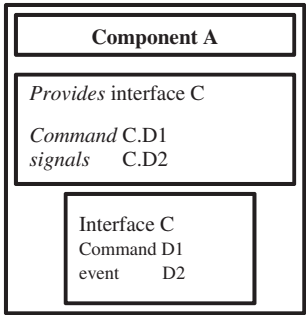 Component A
Provides interface C
Command C.D1
signals C.D2
Interface C
Command D1
event D2